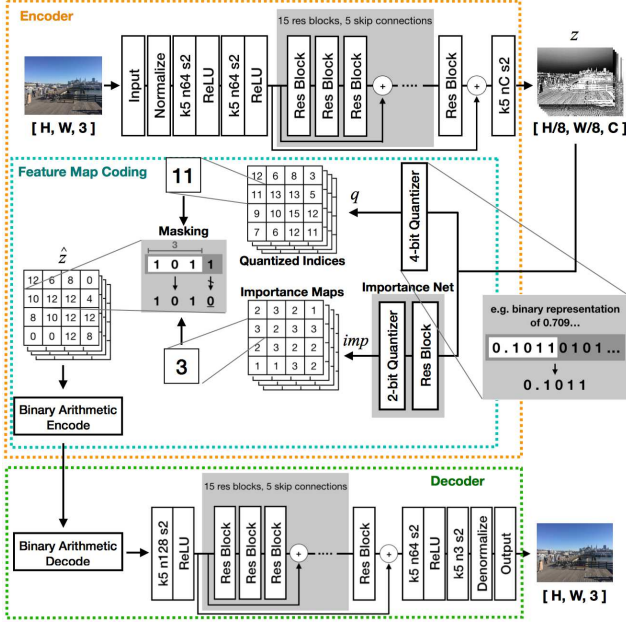 Encoder
15 res blocks, 5 skip connections
z
[ H, W, 3 ]
Input
Normalize
k5 n64 s2
ReLU
k5 n64 s2
ReLU
Res Block
Res Block
Res Block
+
....
Res Block
+
k5 nC s2
[ H/8, W/8, C ]
Feature Map Coding
11
12 6 8 3
11 13 13 5
9 10 15 12
7 6 12 11
Quantized Indices
q
4-bit Quantizer
Masking
3
1 0 1 1
1 0 1 0
ẑ
12 6 8 0
10 12 12 4
8 10 12 12
0 0 12 8
Importance Maps
2 3 2 1
3 2 3 3
2 3 2 2
1 1 3 2
3
imp
Importance Net
2-bit Quantizer
Res Block
e.g. binary representation
of 0.709...
0.10110101...
0.1011
Binary Arithmetic
Encode
Decoder
15 res blocks, 5 skip connections
Binary Arithmetic
Decode
k5 n128 s2
ReLU
Res Block
Res Block
Res Block
+
.....
Res Block
+
k5 n64 s2
ReLU
k5 n3 s2
Denormalize
Output
[ H, W, 3 ]